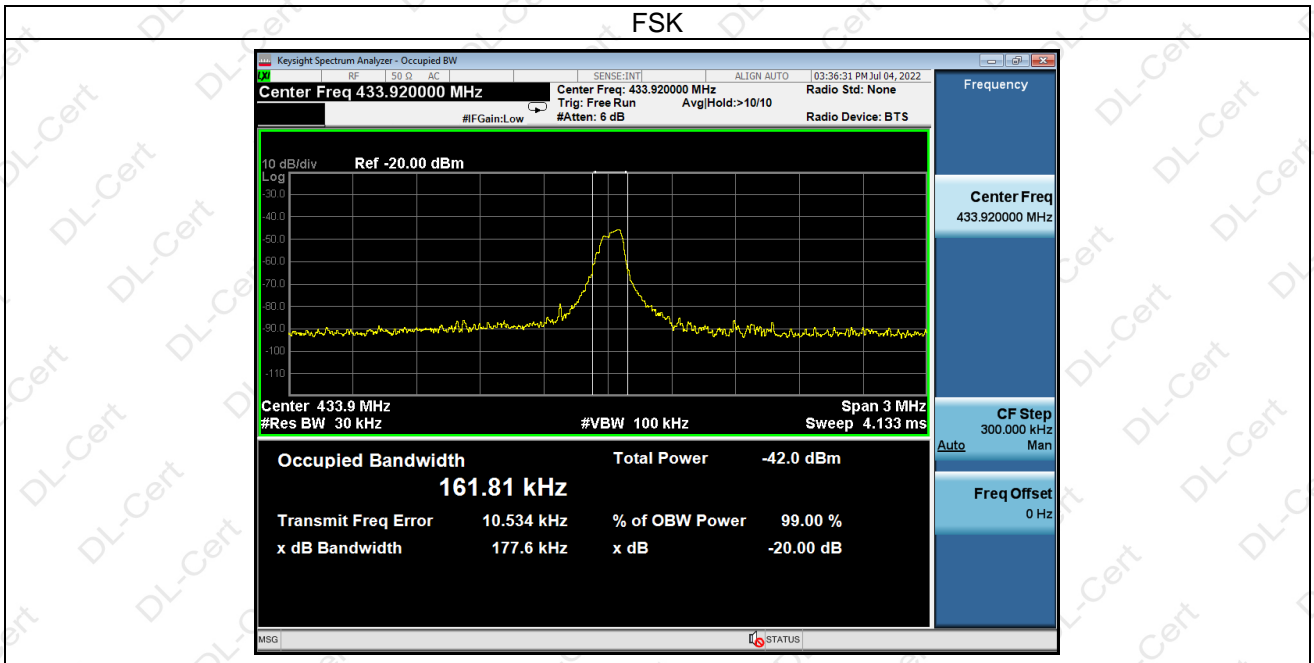 FSK
Keysight Spectrum Analyzer - Occupied BW
LXI RF 50 Ω AC SENSE:INT ALIGN AUTO 03:36:31 PM Jul 04, 2022
Center Freq 433.920000 MHz
Center Freq: 433.920000 MHz
Radio Std: None
Trig: Free Run Avg|Hold:>10/10
#IFGain:Low
#Atten: 6 dB
Radio Device: BTS
10 dB/div Ref -20.00 dBm
Log
-30.0
-40.0
-50.0
-60.0
-70.0
-80.0
-90.0
-100
-110
Center 433.9 MHz Span 3 MHz
#Res BW 30 kHz #VBW 100 kHz Sweep 4.133 ms
Occupied Bandwidth Total Power -42.0 dBm
161.81 kHz
Transmit Freq Error 10.534 kHz % of OBW Power 99.00 %
x dB Bandwidth 177.6 kHz x dB -20.00 dB
MSG STATUS
Frequency
Center Freq
433.920000 MHz
CF Step
300.000 kHz
Auto Man
Freq Offset
0 Hz
DL-Cert